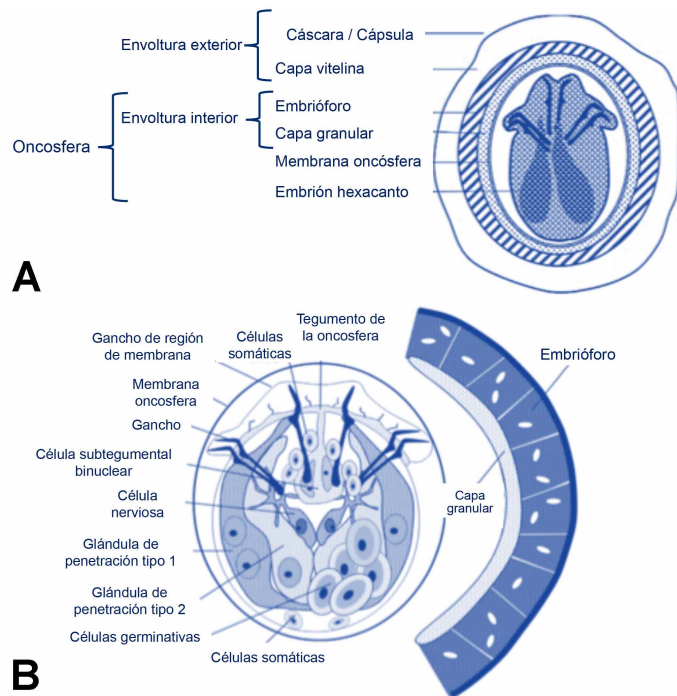 Envoltura exterior
Cáscara / Cápsula
Capa vitelina
Oncosfera
Envoltura interior
Embrióforo
Capa granular
Membrana oncósfera
Embrión hexacanto
A
Gancho de región
de membrana
Células
somáticas
Tegumento de
la oncosfera
Membrana
oncosfera
Gancho
Célula subtegumental
binuclear
Célula
nerviosa
Glándula de
penetración tipo 1
Glándula de
penetración tipo 2
Células germinativas
Células somáticas
Embrióforo
Capa
granular
B